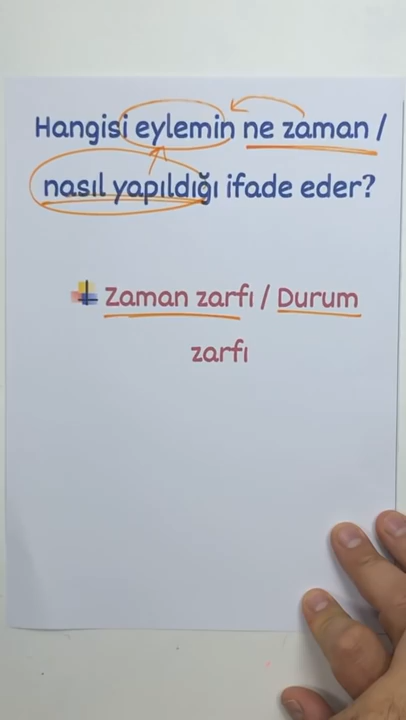 Hangisi eylemin ne zaman /
nasıl yapıldığı ifade eder?
Zaman zarfı / Durum
zarfı